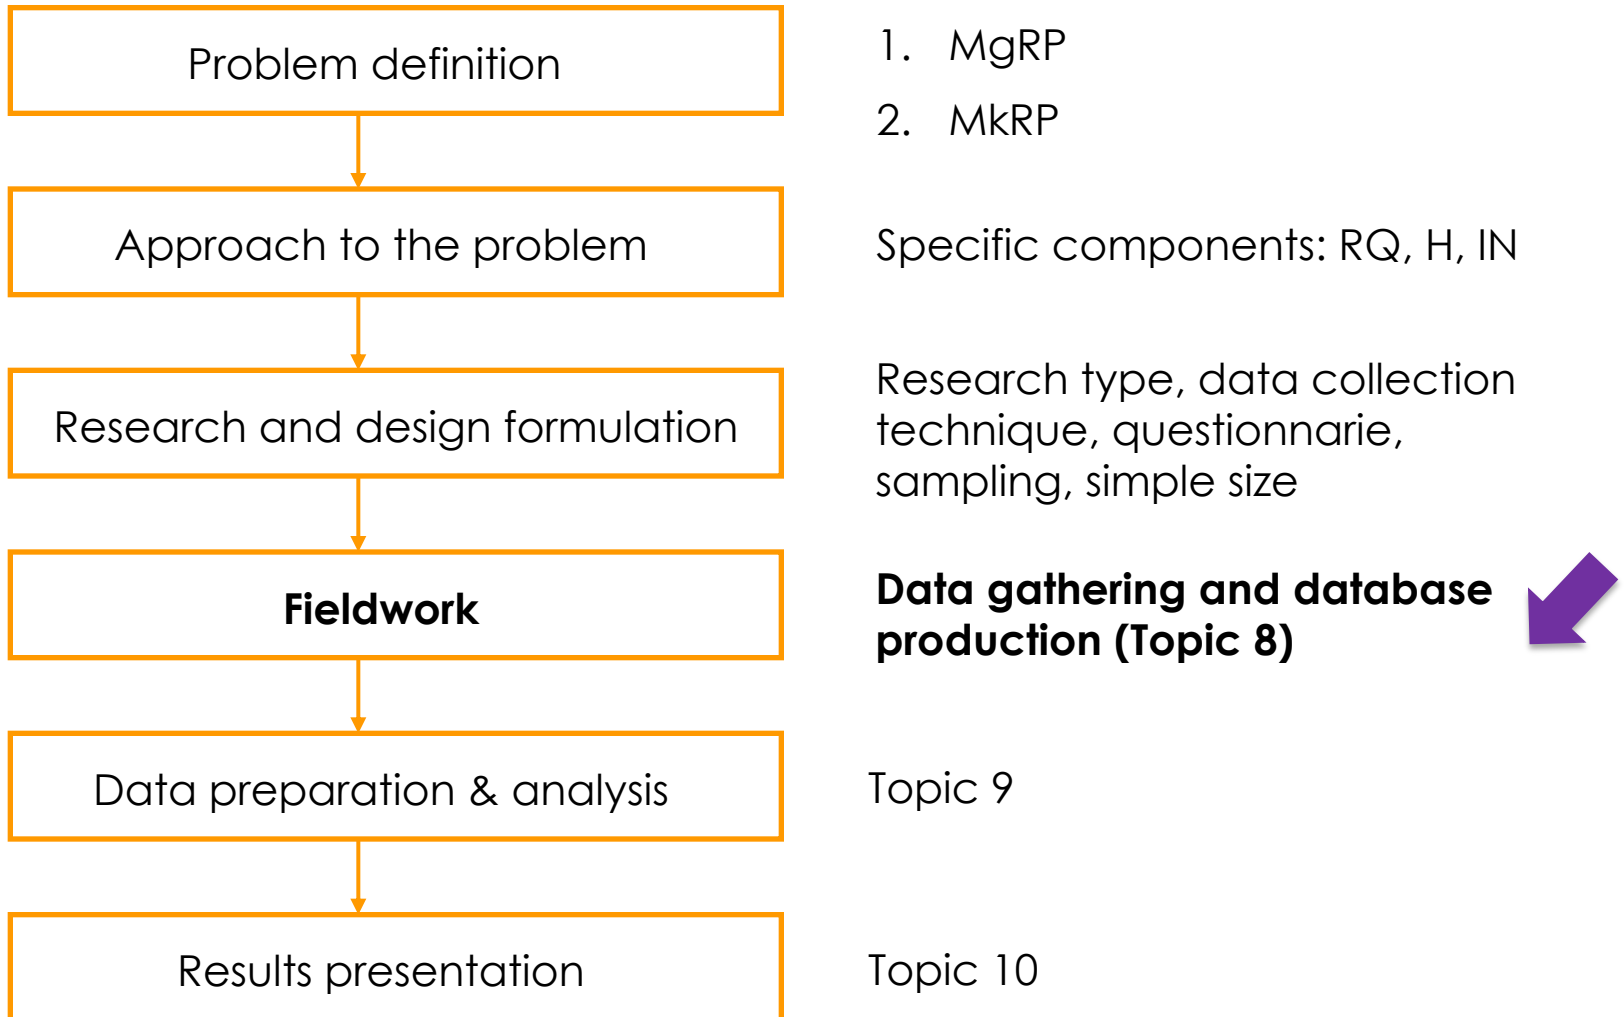 Problem definition
1. MgRP
2. MkRP
Approach to the problem
Specific components: RQ, H, IN
Research and design formulation
Research type, data collection
technique, questionnarie,
sampling, simple size
Fieldwork
Data gathering and database
production (Topic 8)
Data preparation & analysis
Topic 9
Results presentation
Topic 10